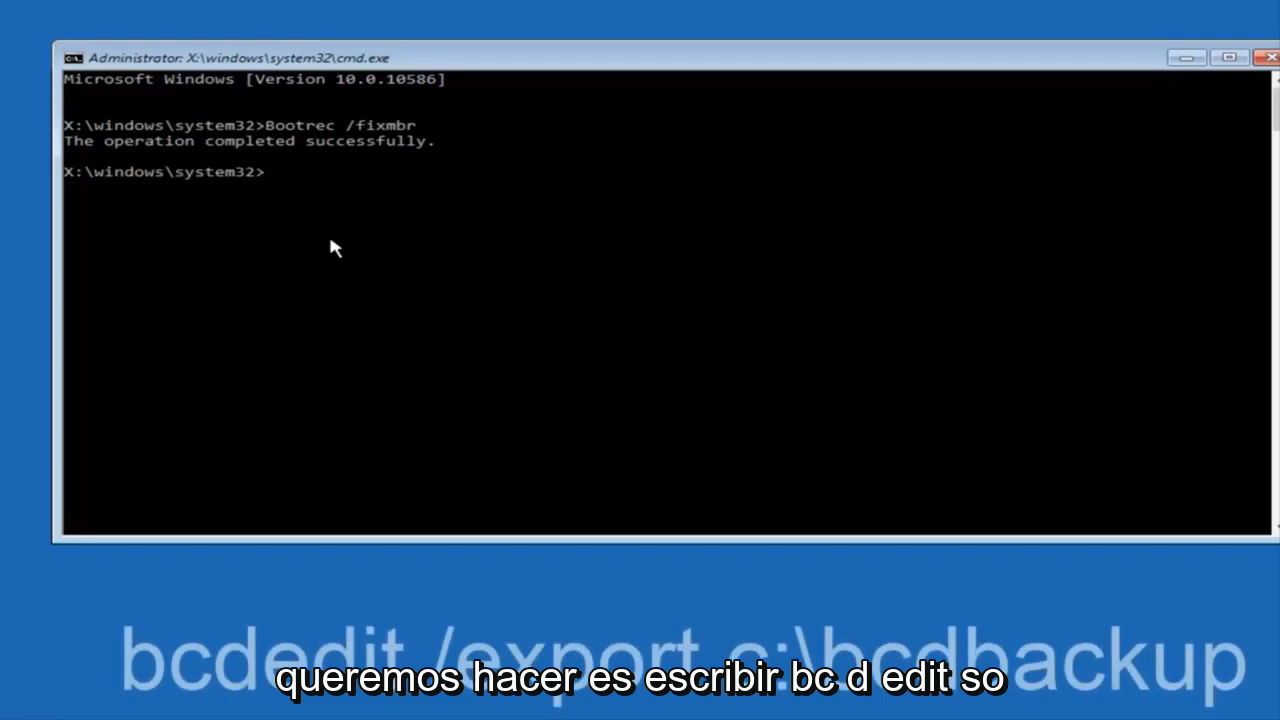 Administrator: X:\windows\system32\cmd.exe
Microsoft Windows [Version 10.0.10586]
X:\windows\system32>Bootrec /fixmbr
The operation completed successfully.
X:\windows\system32>
bcdedit /export c:\bcdbackup
queremos hacer es escribir bc d edit so